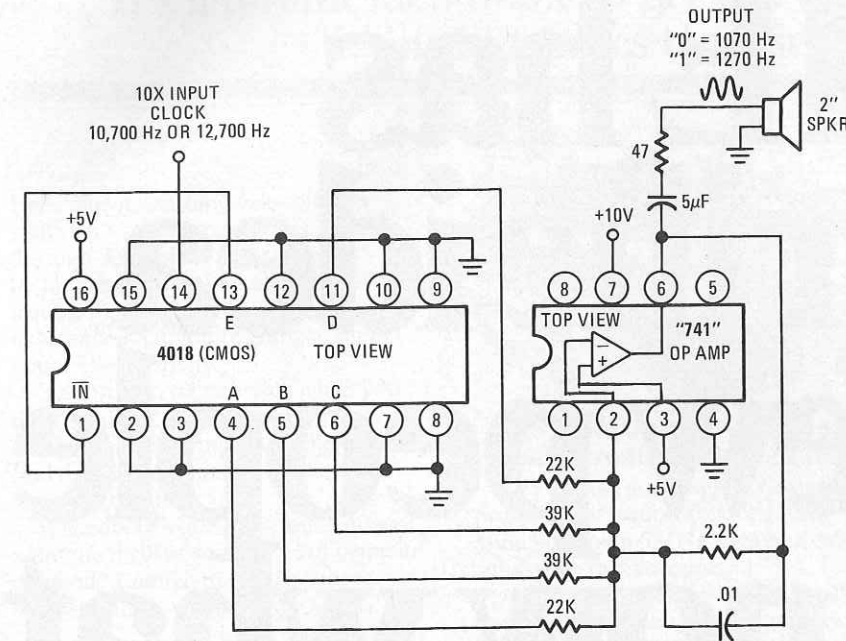 OUTPUT
"0" = 1070 Hz
"1" = 1270 Hz
10X INPUT
CLOCK
10,700 Hz OR 12,700 Hz
2"
SPKR
47
5μF
+5V
+10V
16 15 14 13 12 11 10 9
E D
4018 (CMOS) TOP VIEW
IN A B C
1 2 3 4 5 6 7 8
8 7 6 5
TOP VIEW
"741"
OP AMP
− +
1 2 3 4
+5V
22K
39K
39K
22K
2.2K
.01